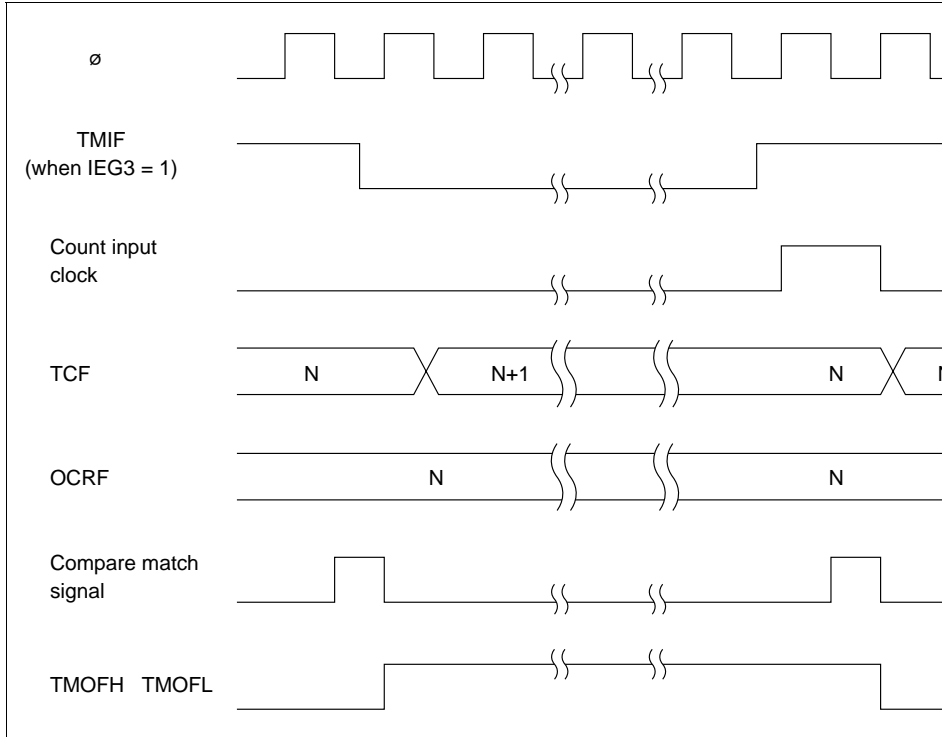 ø
TMIF
(when IEG3 = 1)
Count input
clock
TCF
N
N+1
N
OCRF
N
N
Compare match
signal
TMOFH TMOFL